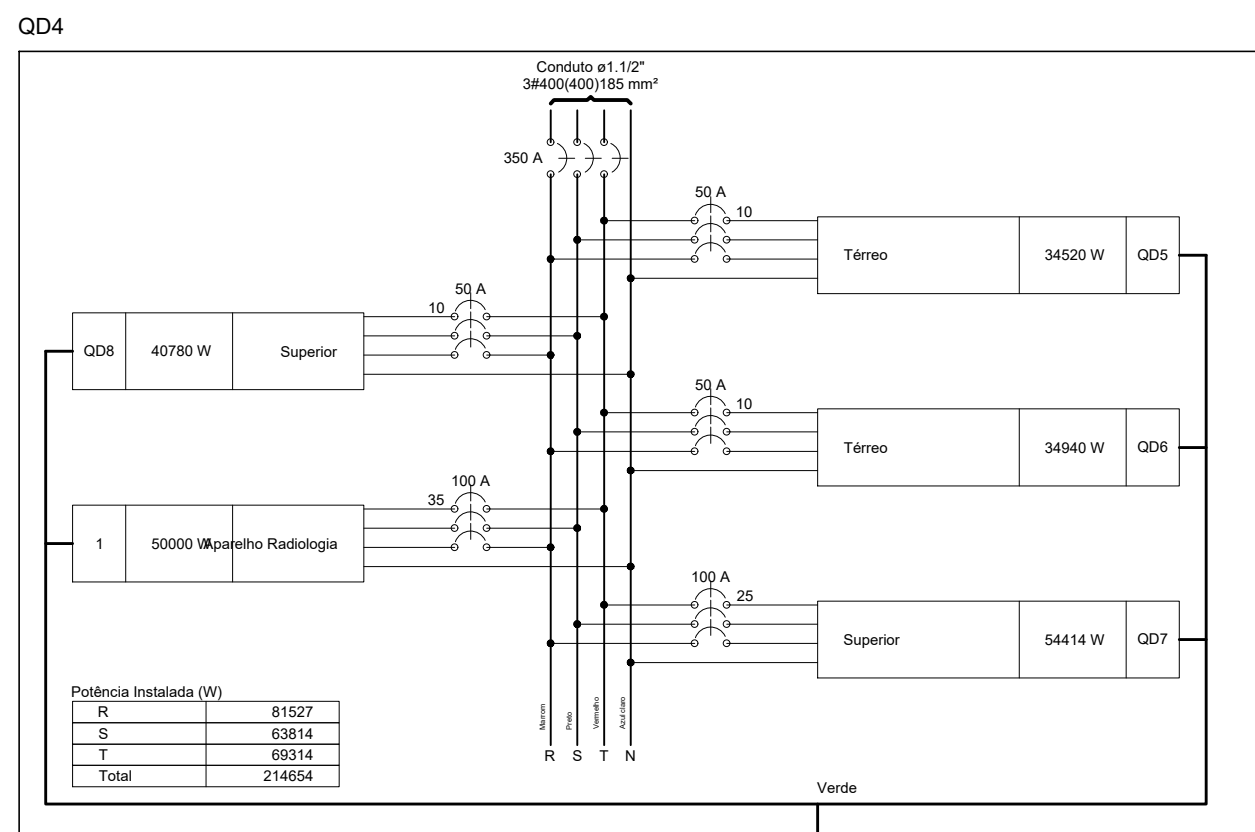 QD4
Conduto ø1.1/2"
3#400(400)185 mm²
350 A
50 A
10
Térreo 34520 W QD5
50 A
10
QD8 40780 W Superior
50 A
10
Térreo 34940 W QD6
100 A
35
1 50000 W Aparelho Radiologia
100 A
25
Superior 54414 W QD7
Potência Instalada (W)
R 81527
S 63814
T 69314
Total 214654
Marrom
Preto
Vermelho
Azul claro
R S T N
Verde